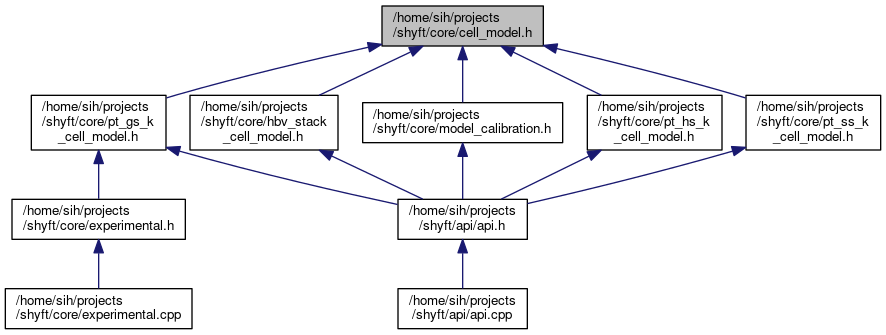 /home/sih/projects
/shyft/core/cell_model.h
/home/sih/projects
/shyft/core/pt_gs_k
_cell_model.h
/home/sih/projects
/shyft/core/hbv_stack
_cell_model.h
/home/sih/projects
/shyft/core/model_calibration.h
/home/sih/projects
/shyft/core/pt_hs_k
_cell_model.h
/home/sih/projects
/shyft/core/pt_ss_k
_cell_model.h
/home/sih/projects
/shyft/core/experimental.h
/home/sih/projects
/shyft/api/api.h
/home/sih/projects
/shyft/core/experimental.cpp
/home/sih/projects
/shyft/api/api.cpp